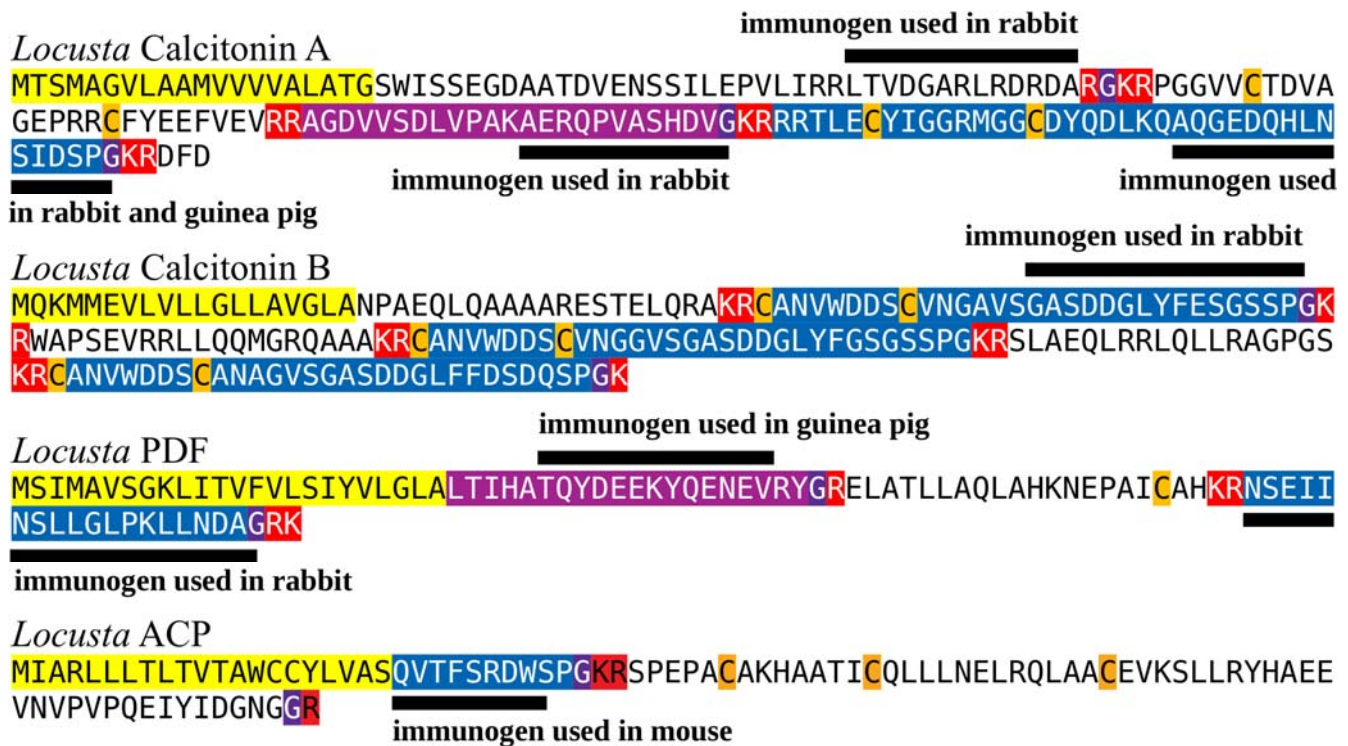 immunogen used in rabbit
Locusta Calcitonin A
MTSMAGVLAAMVVVVALATGSWISSEGDAATDVENSSILEPVLIRRLTVDGARLRDRDARGKRPGGVVCTDVA
GEPRRCFYEEFVEVRRAGDVVSDLVPAKAERQPVASHDVGKRRRTLECYIGGRMGGCDYQDLKQAQGEDQHLN
SIDSPGKRDFD
immunogen used in rabbit
immunogen used
in rabbit and guinea pig
immunogen used in rabbit
Locusta Calcitonin B
MQKMMEVLVLLGLLAVGLANPAEQLQAAAARESTELQRAKRCANVWDDSCVNGAVSGASDDGLYFESGSSPGK
RWAPSEVRRLLQQMGRQAAAKRCANVWDDSCVNGGVSGASDDGLYFGSGSSPGKRSLAEQLRRLQLLRAGPGS
KRCANVWDDSCANAGVSGASDDGLFFDSDQSPGK
immunogen used in guinea pig
Locusta PDF
MSIMAVSGKLITVFVLSIYVLGLALTIHATQYDEEKYQENEVRYGRELATLLAQLAHKNEPAICAHKRNSEII
NSLLGLPKLLNDAGRK
immunogen used in rabbit
Locusta ACP
MIARLLLTLTVTAWCCYLVASQVTFSRDWSPGKRSPEPACAKHAATICQLLLNELRQLAACEVKSLLRYHAEE
VNVPVPQEIYIDGNGGR
immunogen used in mouse